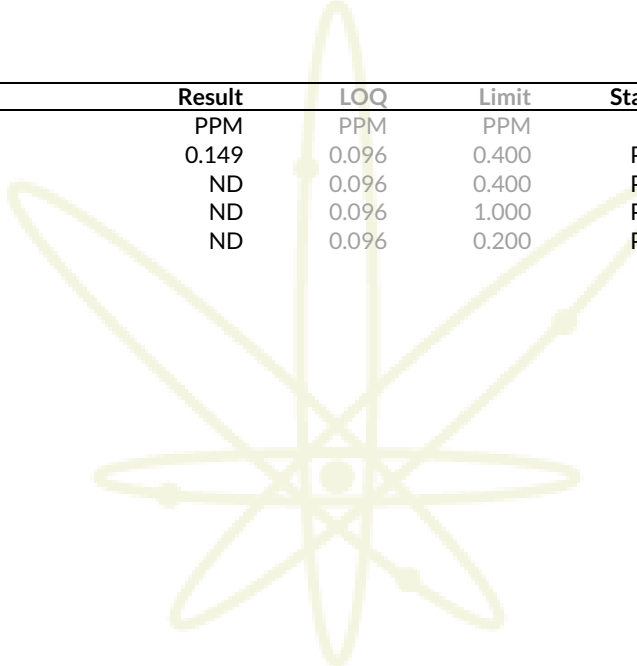 Result LOQ Limit Sta
PPM PPM PPM
0.149 0.096 0.400 P
ND 0.096 0.400 P
ND 0.096 1.000 P
ND 0.096 0.200 P